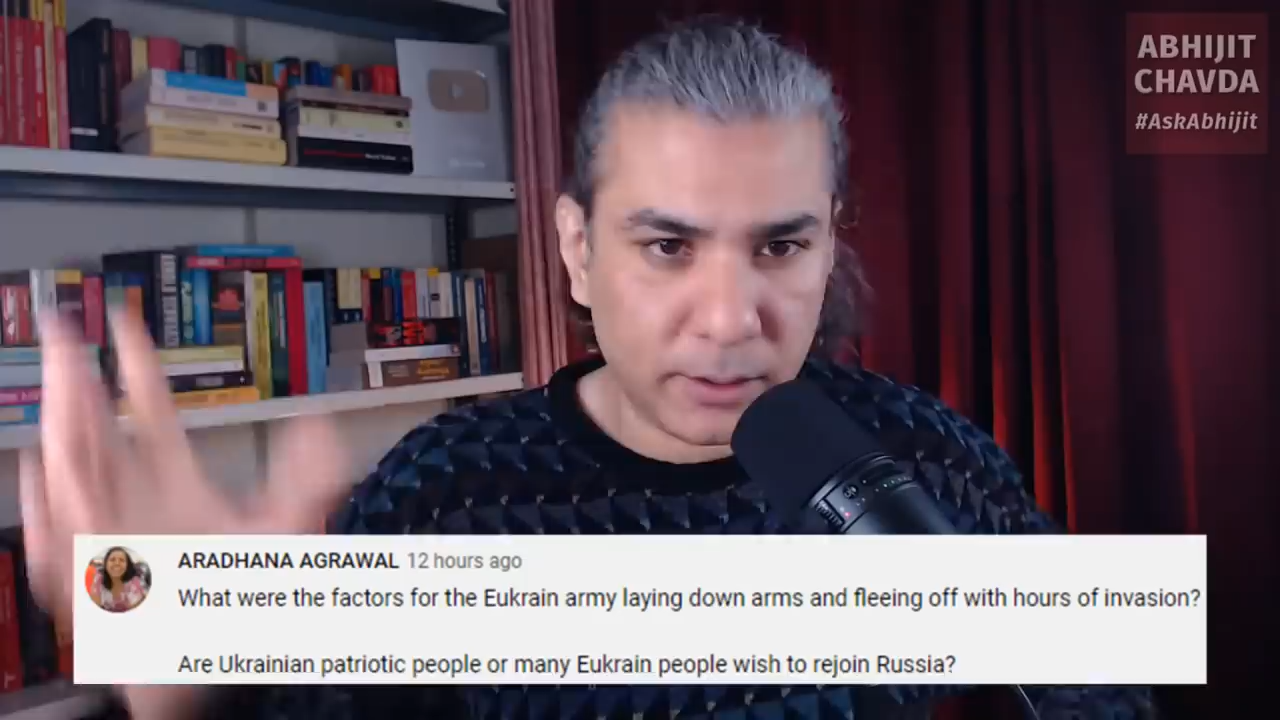 ABHIJIT
CHAVDA
#AskAbhijit
ARADHANA AGRAWAL 12 hours ago
What were the factors for the Eukrain army laying down arms and fleeing off with hours of invasion?
Are Ukrainian patriotic people or many Eukrain people wish to rejoin Russia?